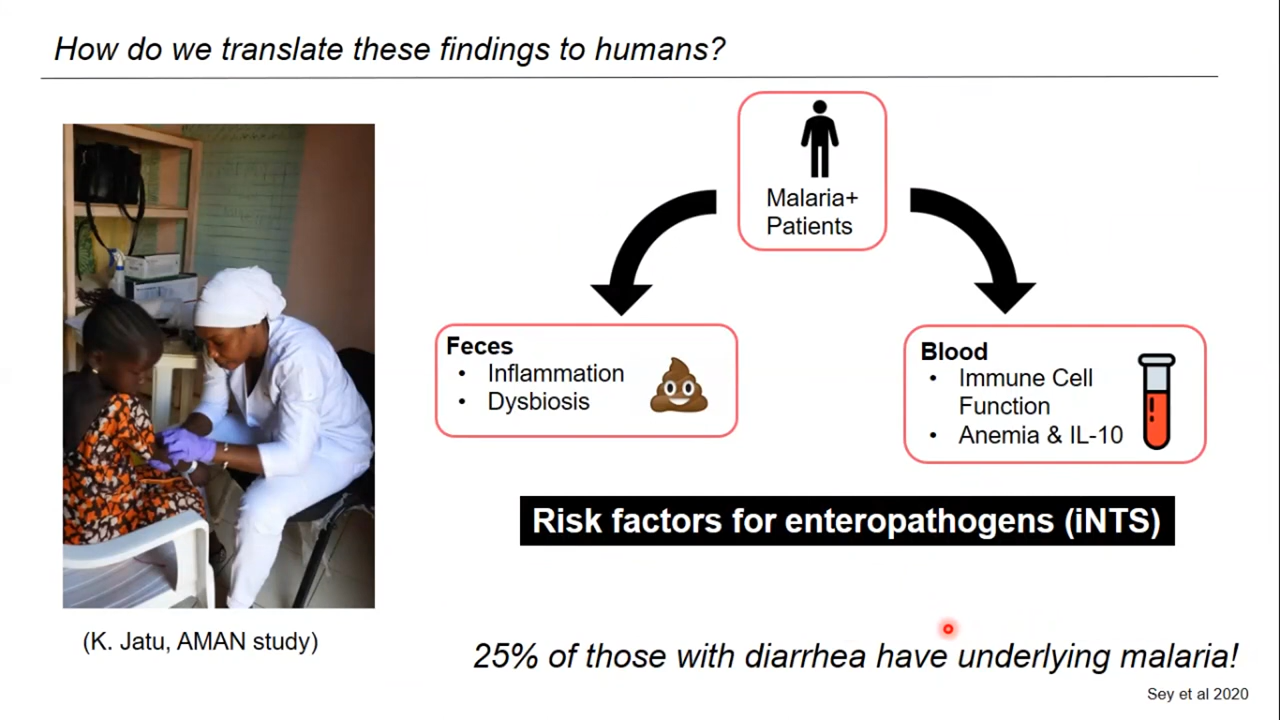 How do we translate these findings to humans?
Malaria+
Patients
Feces
• Inflammation
• Dysbiosis
Blood
• Immune Cell
Function
• Anemia & IL-10
Risk factors for enteropathogens (iNTS)
(K. Jatu, AMAN study)
25% of those with diarrhea have underlying malaria!
Sey et al 2020